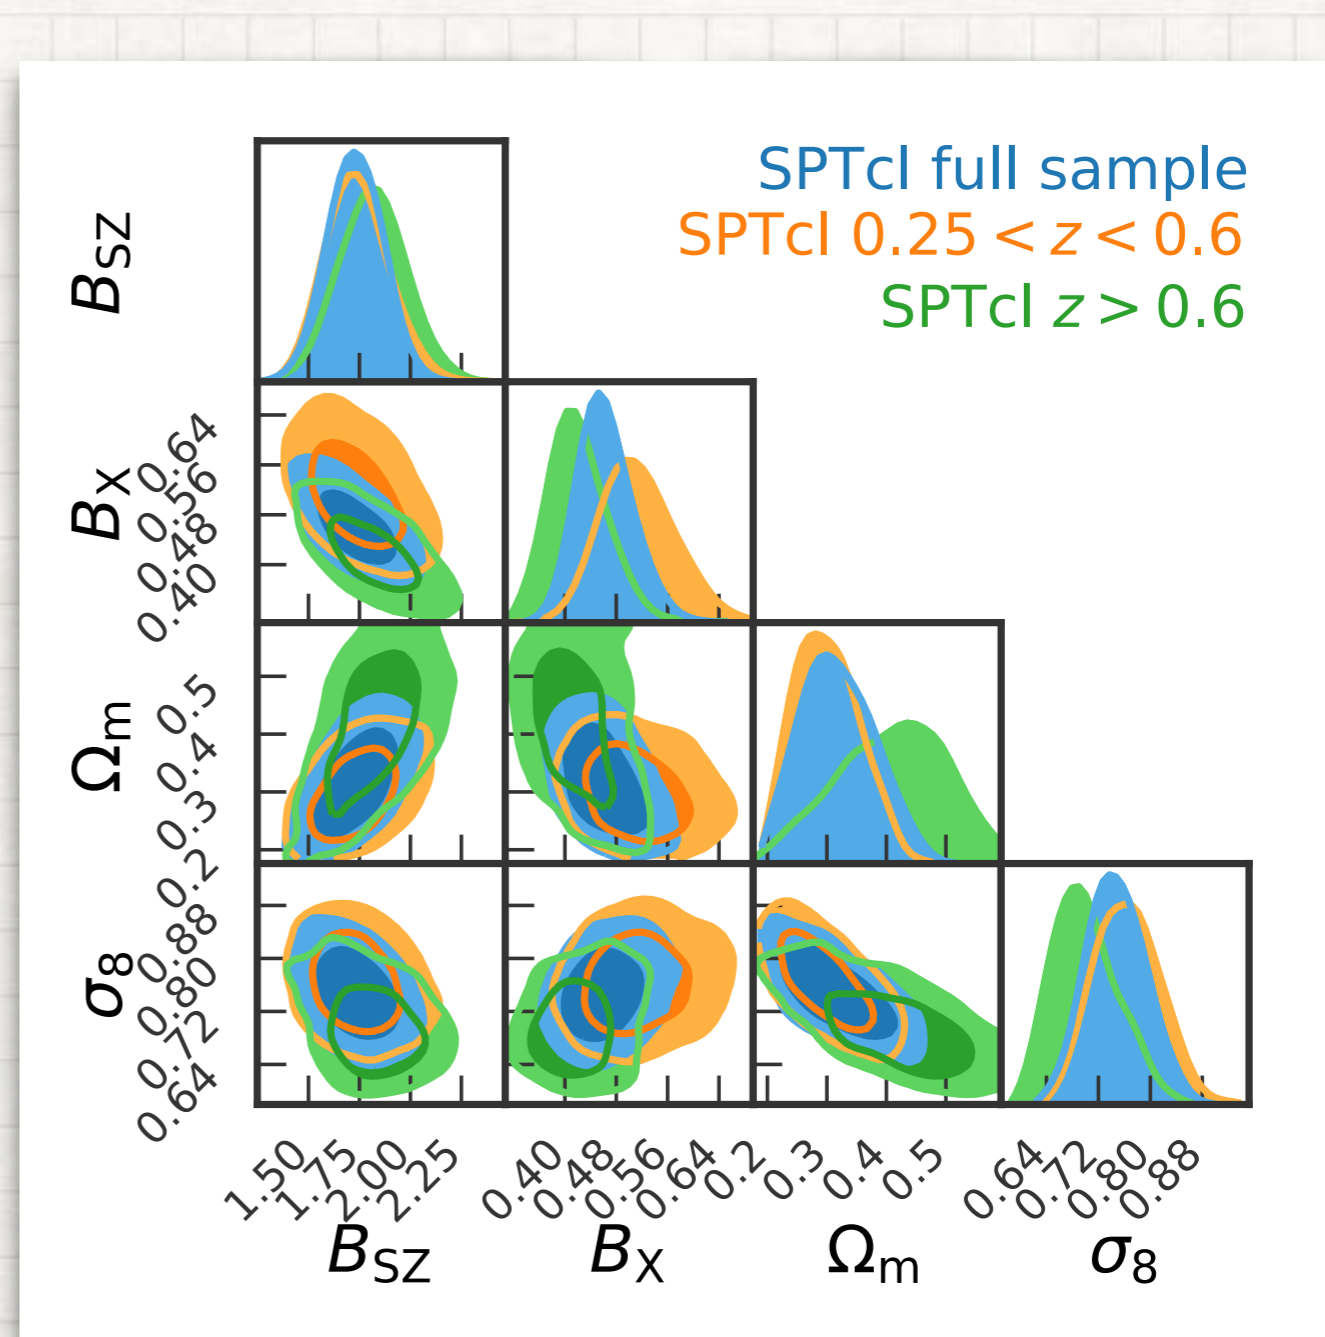 SPTcl full sample
SPTcl 0.25 < z < 0.6
SPTcl z > 0.6
B_SZ
B_X
0.64
0.56
0.48
0.40
Ω_m
0.5
0.4
0.3
0.2
σ_8
0.88
0.80
0.72
0.64
1.50 1.75 2.00 2.25 0.40 0.48 0.56 0.64 0.2 0.3 0.4 0.5 0.64 0.72 0.80 0.88
B_SZ B_X Ω_m σ_8